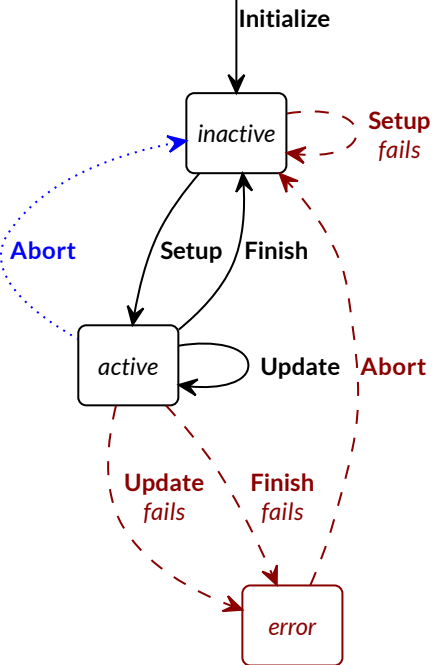 Initialize
inactive
Setup
fails
Abort
Setup
Finish
active
Update
Abort
Update
fails
Finish
fails
error